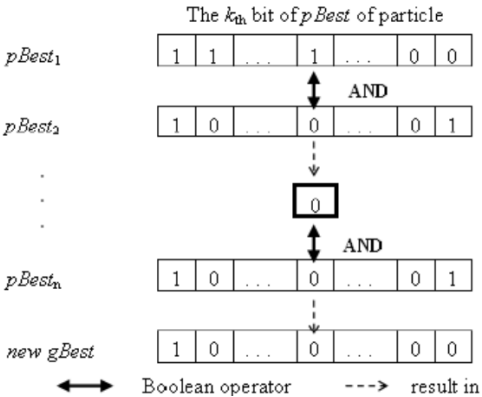 The kth bit of pBest of particle
pBest1 1 1 ... 1 ... 0 0
AND
pBest2 1 0 ... 0 ... 0 1
0
AND
pBestn 1 0 ... 0 ... 0 1
new gBest 1 0 ... 0 ... 0 0
Boolean operator result in